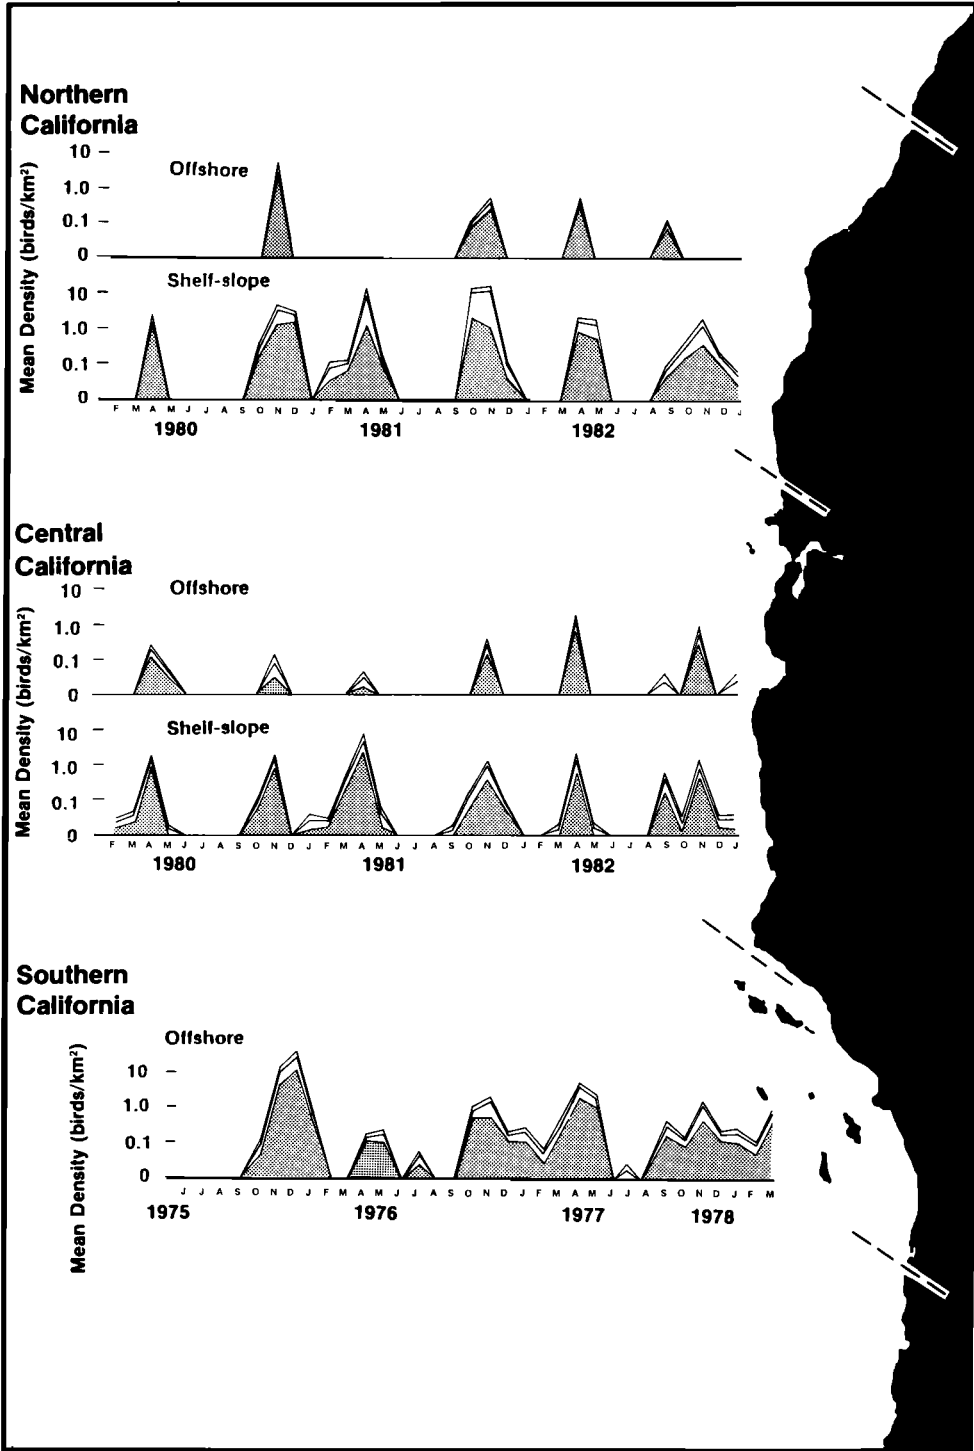 Northern
California
Mean Density (birds/km²)
Offshore
10
1.0
0.1
0
Shelf-slope
10
1.0
0.1
0
F M A M J J A S O N D J F M A M J J A S O N D J F M A M J J A S O N D J
1980 1981 1982
Central
California
Mean Density (birds/km²)
Offshore
10
1.0
0.1
0
Shelf-slope
10
1.0
0.1
0
F M A M J J A S O N D J F M A M J J A S O N D J F M A M J J A S O N D J
1980 1981 1982
Southern
California
Mean Density (birds/km²)
Offshore
10
1.0
0.1
0
J J A S O N D J F M A M J J A S O N D J F M A M J J A S O N D J F M
1975 1976 1977 1978